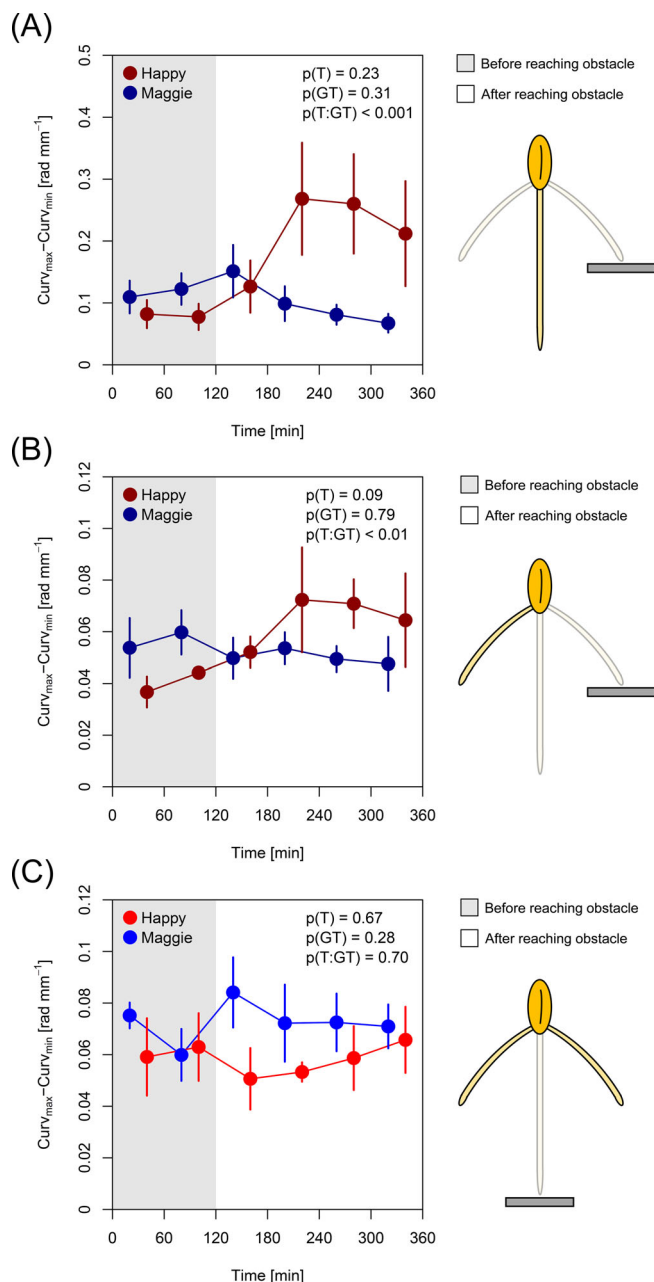 (A)
Happy
Maggie
p(T) = 0.23
p(GT) = 0.31
p(T:GT) < 0.001
Before reaching obstacle
After reaching obstacle
Curvmax−Curvmin [rad mm−1]
0.5
0.4
0.3
0.2
0.1
0
0 60 120 180 240 300 360
Time [min]
(B)
Happy
Maggie
p(T) = 0.09
p(GT) = 0.79
p(T:GT) < 0.01
Before reaching obstacle
After reaching obstacle
Curvmax−Curvmin [rad mm−1]
0.12
0.1
0.08
0.06
0.04
0.02
0
0 60 120 180 240 300 360
Time [min]
(C)
Happy
Maggie
p(T) = 0.67
p(GT) = 0.28
p(T:GT) = 0.70
Before reaching obstacle
After reaching obstacle
Curvmax−Curvmin [rad mm−1]
0.12
0.1
0.08
0.06
0.04
0.02
0
0 60 120 180 240 300 360
Time [min]